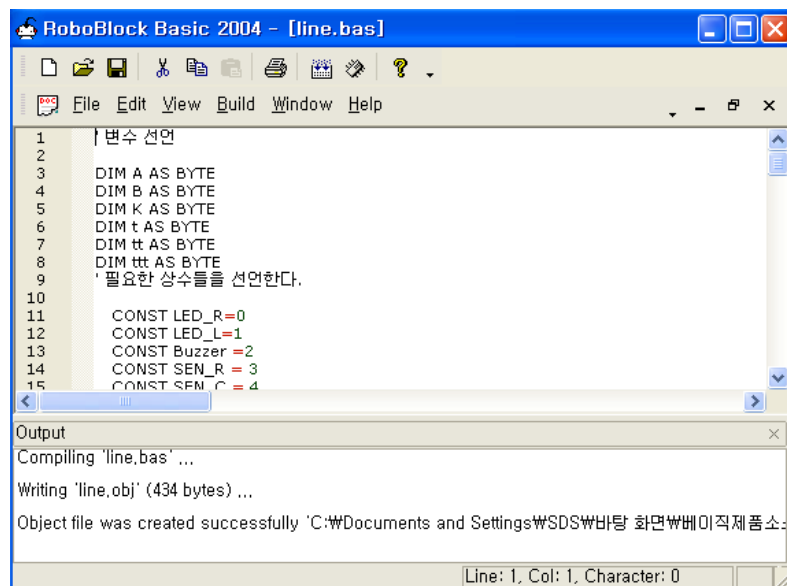 RoboBlock Basic 2004 - [line.bas]
File Edit View Build Window Help
1 ' 변수 선언
2
3 DIM A AS BYTE
4 DIM B AS BYTE
5 DIM K AS BYTE
6 DIM t AS BYTE
7 DIM tt AS BYTE
8 DIM ttt AS BYTE
9 ' 필요한 상수들을 선언한다.
10
11 CONST LED_R=0
12 CONST LED_L=1
13 CONST Buzzer =2
14 CONST SEN_R = 3
15 CONST SEN_C = 4
Output
Compiling 'line.bas' ...
Writing 'line.obj' (434 bytes) ...
Object file was created successfully 'C:₩Documents and Settings₩SDS₩바탕 화면₩베이직제품소
Line: 1, Col: 1, Character: 0